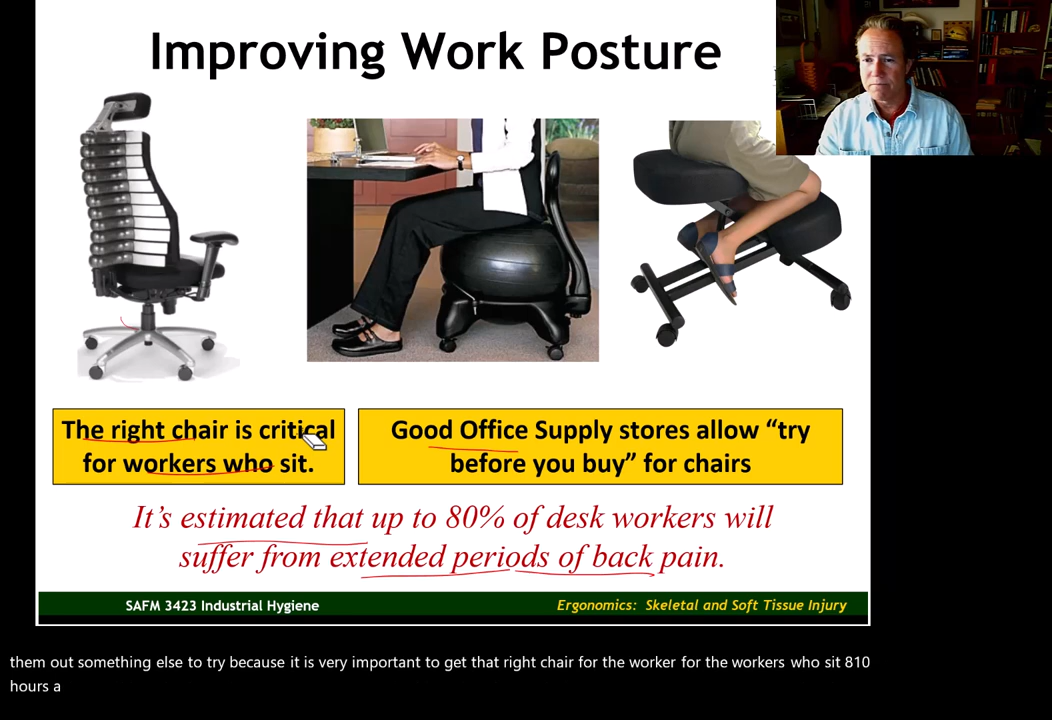 Improving Work Posture
The right chair is critical
for workers who sit.
Good Office Supply stores allow “try
before you buy” for chairs
It’s estimated that up to 80% of desk workers will
suffer from extended periods of back pain.
SAFM 3423 Industrial Hygiene
Ergonomics: Skeletal and Soft Tissue Injury
them out something else to try because it is very important to get that right chair for the worker for the workers who sit 810
hours a